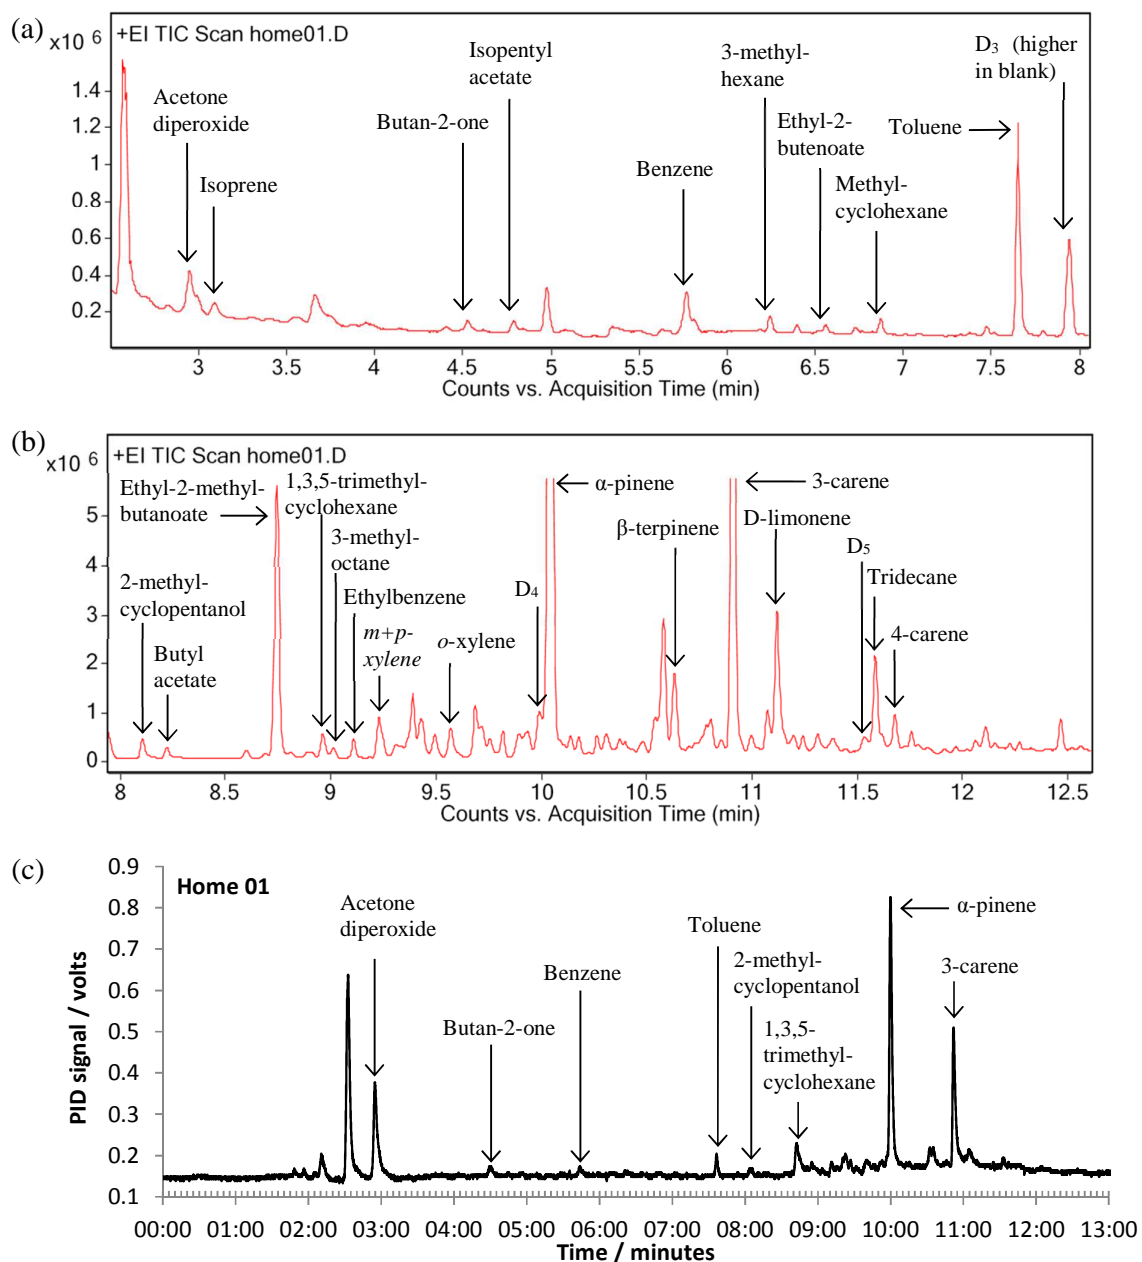 (a)
x10 6
+EI TIC Scan home01.D
1.4
1.2
1
0.8
0.6
0.4
0.2
Acetone
diperoxide
Isoprene
Butan-2-one
Isopentyl
acetate
Benzene
3-methyl-
hexane
Ethyl-2-
butenoate
Methyl-
cyclohexane
Toluene
D3 (higher
in blank)
3 3.5 4 4.5 5 5.5 6 6.5 7 7.5 8
Counts vs. Acquisition Time (min)
(b)
x10 6
+EI TIC Scan home01.D
5
4
3
2
1
0
Ethyl-2-methyl-
butanoate
2-methyl-
cyclopentanol
Butyl
acetate
1,3,5-trimethyl-
cyclohexane
3-methyl-
octane
Ethylbenzene
m+p-
xylene
o-xylene
D4
α-pinene
β-terpinene
3-carene
D-limonene
D5
Tridecane
4-carene
8 8.5 9 9.5 10 10.5 11 11.5 12 12.5
Counts vs. Acquisition Time (min)
(c)
Home 01
PID signal / volts
0.9
0.8
0.7
0.6
0.5
0.4
0.3
0.2
0.1
Acetone
diperoxide
Butan-2-one
Benzene
Toluene
2-methyl-
cyclopentanol
1,3,5-
trimethyl-
cyclohexane
α-pinene
3-carene
00:00 01:00 02:00 03:00 04:00 05:00 06:00 07:00 08:00 09:00 10:00 11:00 12:00 13:00
Time / minutes